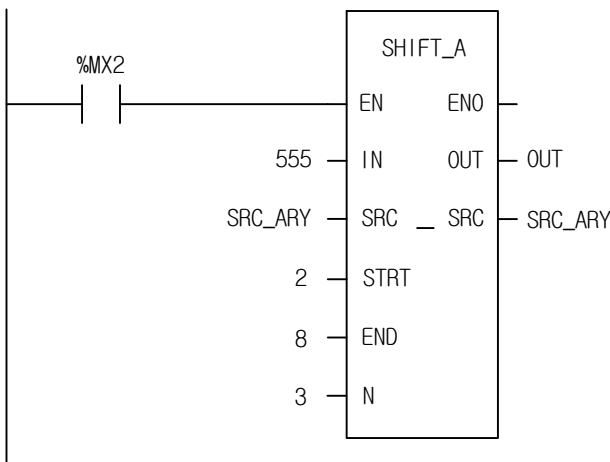 SHIFT_A
%MX2
EN ENO
555 IN OUT OUT
SRC_ARY SRC _ SRC SRC_ARY
2 STRT
8 END
3 N